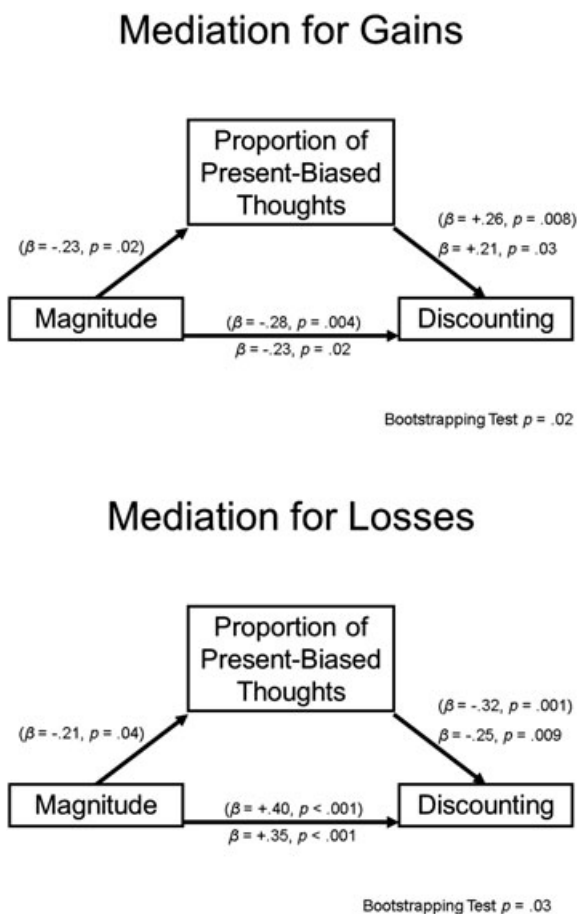 Mediation for Gains
Proportion of
Present-Biased
Thoughts
(β = -.23, p = .02)
(β = +.26, p = .008)
β = +.21, p = .03
Magnitude
(β = -.28, p = .004)
β = -.23, p = .02
Discounting
Bootstrapping Test p = .02
Mediation for Losses
Proportion of
Present-Biased
Thoughts
(β = -.21, p = .04)
(β = -.32, p = .001)
β = -.25, p = .009
Magnitude
(β = +.40, p < .001)
β = +.35, p < .001
Discounting
Bootstrapping Test p = .03